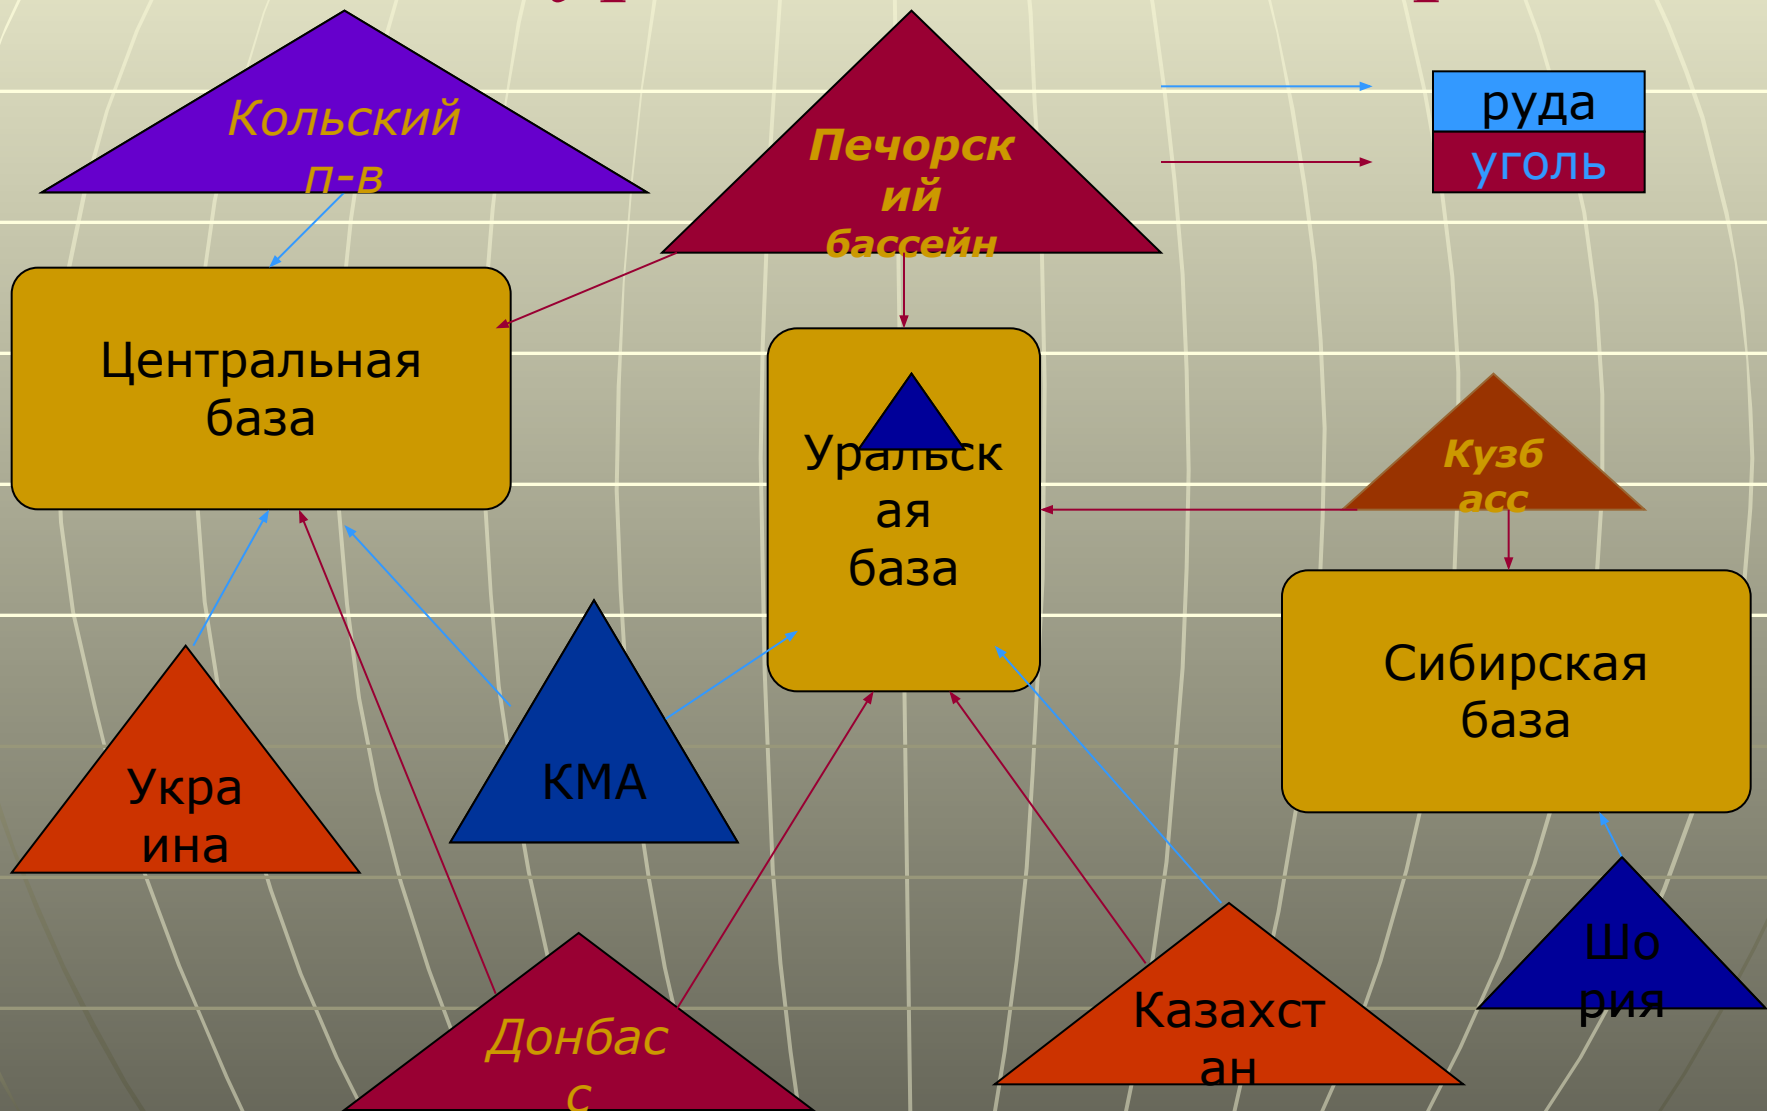 Кольский
п-в
Печорск
ий
бассейн
руда
уголь
Центральная
база
Уральск
ая
база
Кузб
асс
Сибирская
база
Укра
ина
КМА
Донбас
с
Казахст
ан
Шо
рия